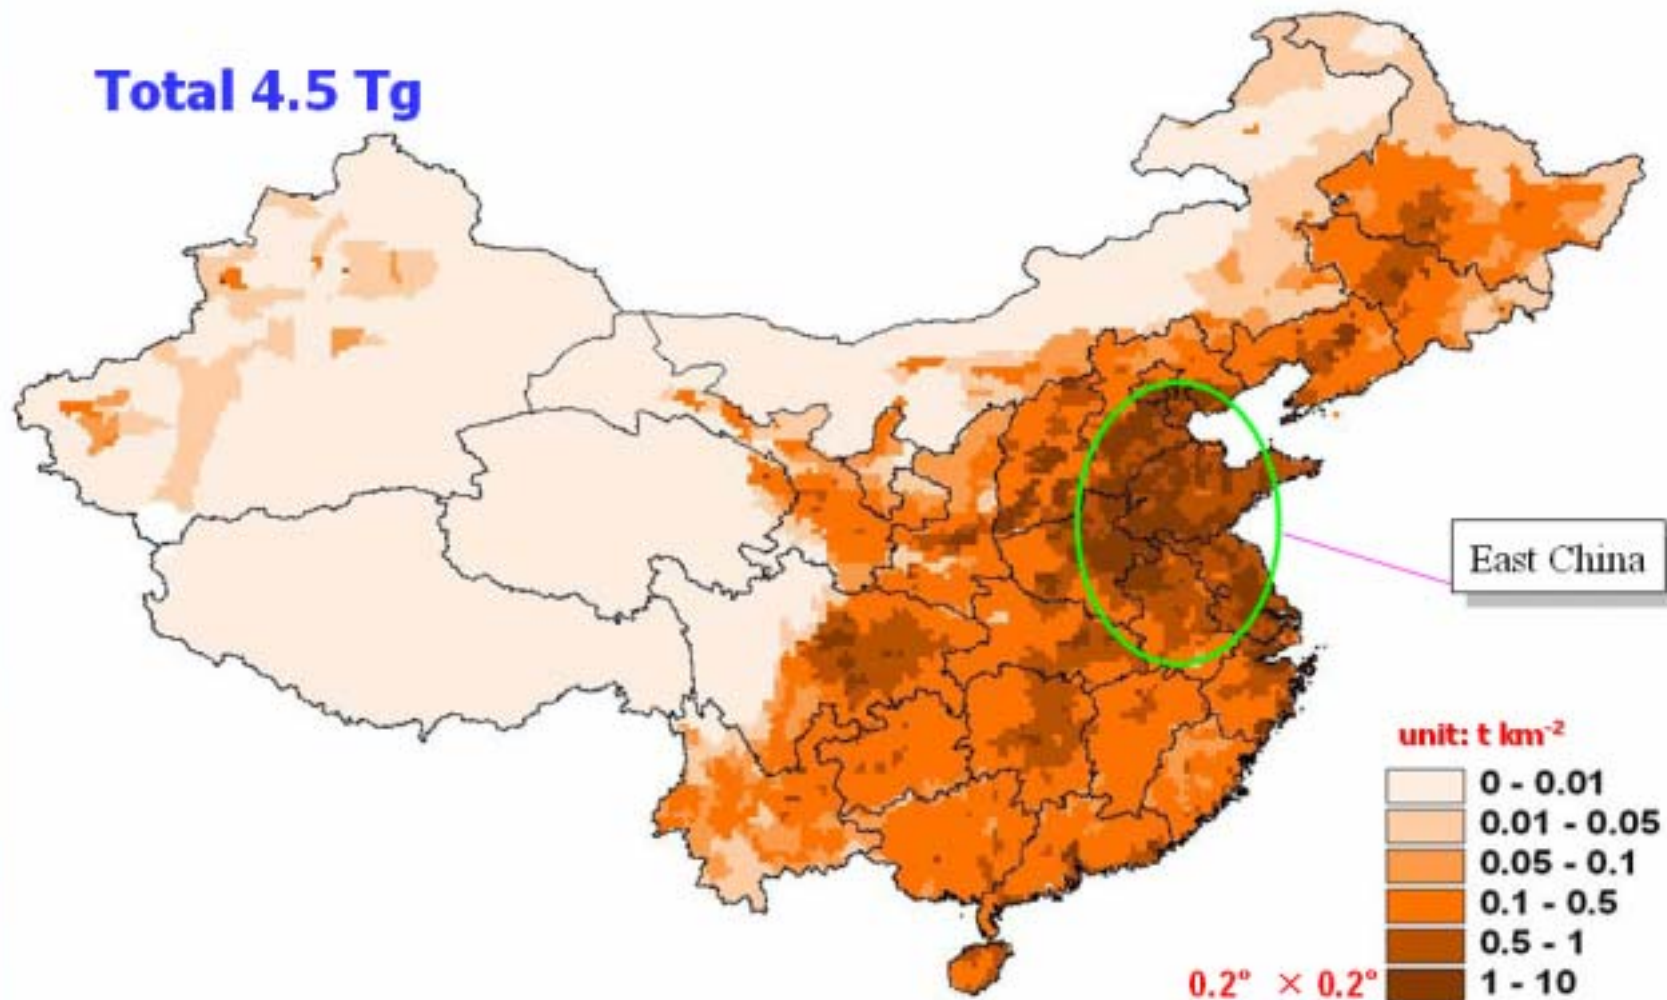 Total 4.5 Tg
East China
unit: t km⁻²
0 - 0.01
0.01 - 0.05
0.05 - 0.1
0.1 - 0.5
0.5 - 1
1 - 10
0.2° × 0.2°